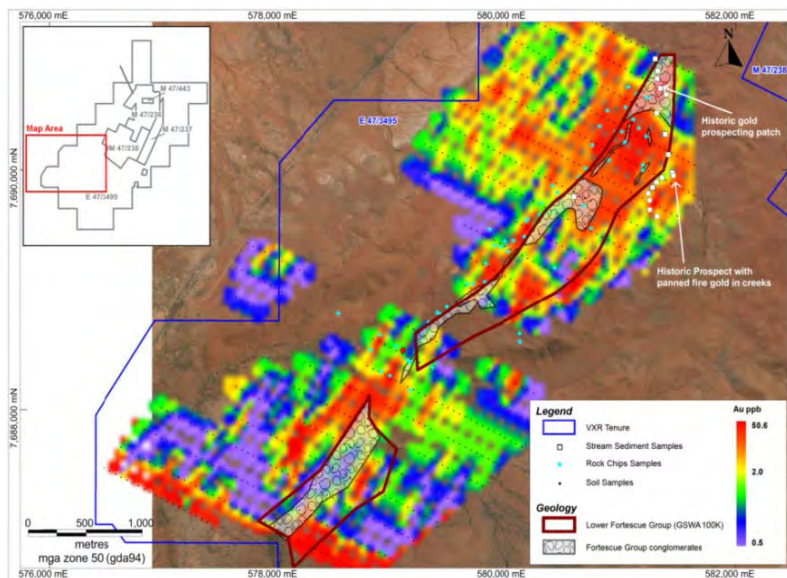 576,000 mE
578,000 mE
580,000 mE
582,000 mE
M 47/443
M 47/236
M 47/237
M 47/238
Map Area
E 47/3495
E 47/3495
M 47/238
N
Historic gold
prospecting patch
7,690,000 mN
Historic Prospect with
panned fire gold in creeks
7,688,000 mN
Legend
VXR Tenure
Stream Sediment Samples
Rock Chips Samples
Soil Samples
Geology
Lower Fortescue Group (GSWA100K)
Fortescue Group conglomerates
Au ppb
50.6
2.0
0.5
0 500 1,000
metres
mga zone 50 (gda94)
576,000 mE
578,000 mE
580,000 mE
582,000 mE